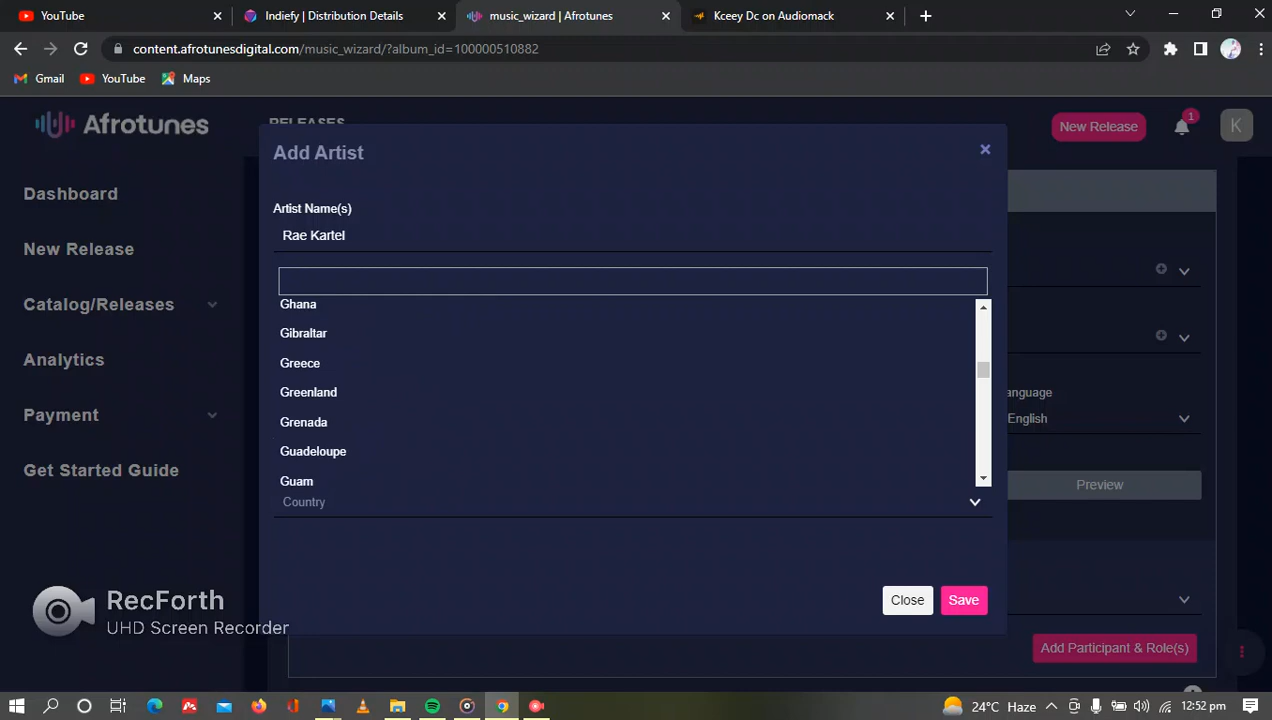 YouTube
Indiefy | Distribution Details
music_wizard | Afrotunes
Kceey Dc on Audiomack
content.afrotunesdigital.com/music_wizard/?album_id=100000510882
Gmail
YouTube
Maps
Afrotunes
RELEASES
New Release
1
K
Add Artist
Dashboard
New Release
Catalog/Releases
Analytics
Payment
Get Started Guide
Artist Name(s)
Rae Kartel
Ghana
Gibraltar
Greece
Greenland
Grenada
Guadeloupe
Guam
Country
anguage
English
Preview
Close
Save
Add Participant & Role(s)
RecForth
UHD Screen Recorder
24°C Haze
12:52 pm